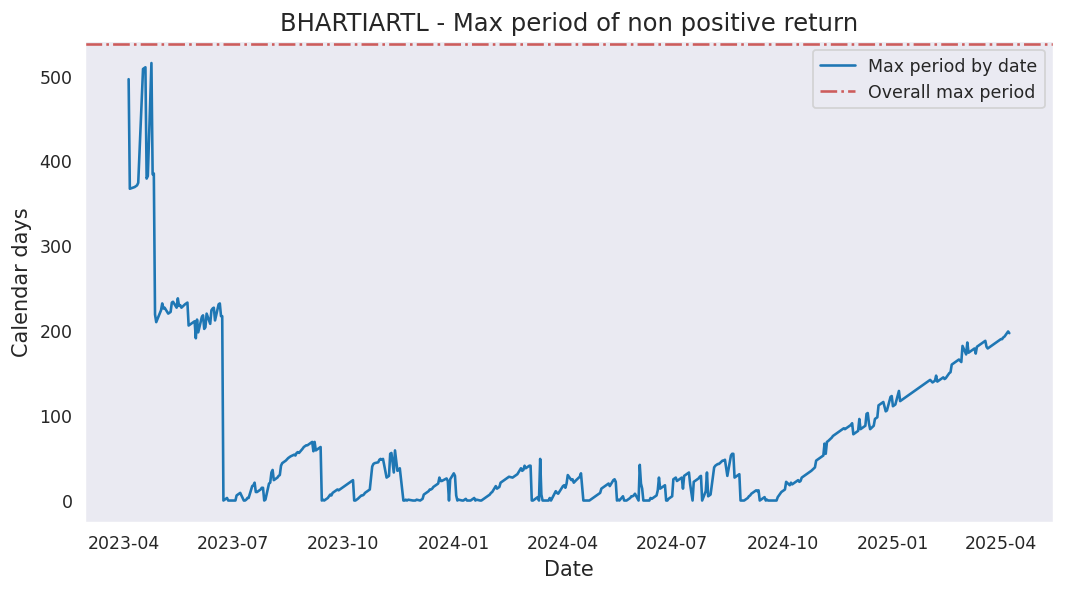 BHARTIARTL - Max period of non positive return
Max period by date
Overall max period
Calendar days
500
400
300
200
100
0
2023-04 2023-07 2023-10 2024-01 2024-04 2024-07 2024-10 2025-01 2025-04
Date